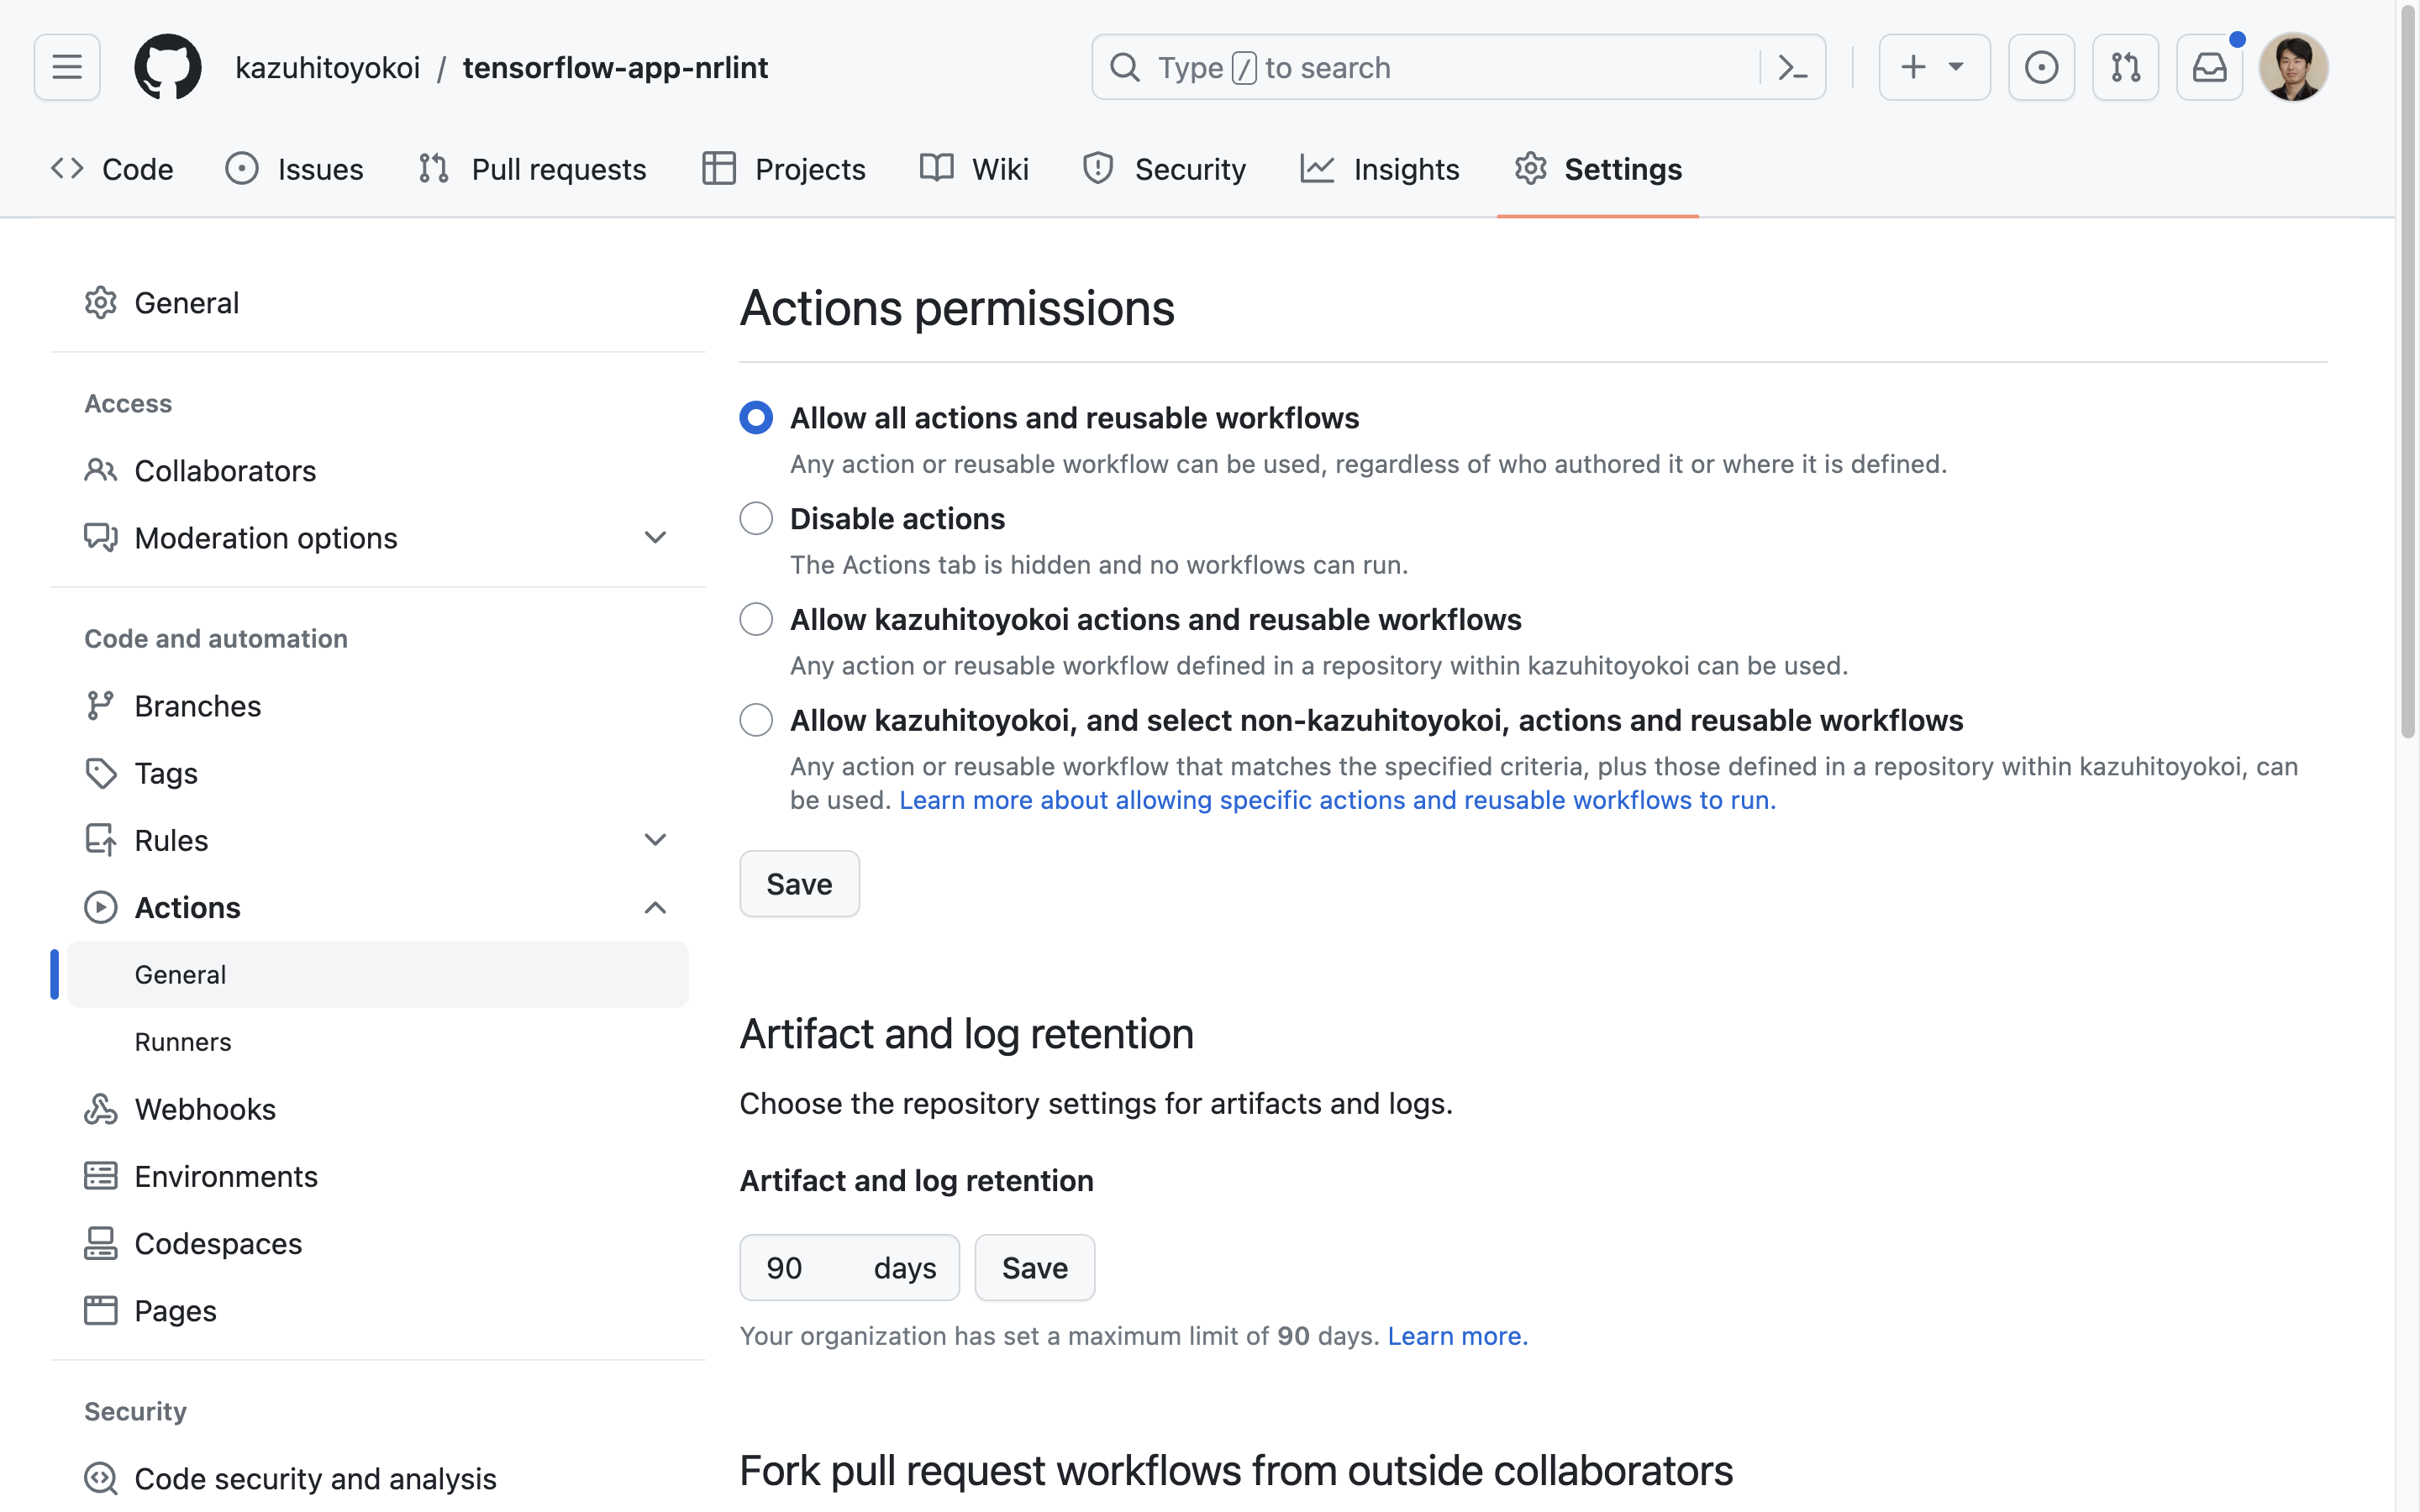 kazuhitoyokoi / tensorflow-app-nrlint
Type / to search
Code Issues Pull requests Projects Wiki Security Insights Settings
General
Access
Collaborators
Moderation options
Code and automation
Branches
Tags
Rules
Actions
General
Runners
Webhooks
Environments
Codespaces
Pages
Security
Code security and analysis
Actions permissions
Allow all actions and reusable workflows
Any action or reusable workflow can be used, regardless of who authored it or where it is defined.
Disable actions
The Actions tab is hidden and no workflows can run.
Allow kazuhitoyokoi actions and reusable workflows
Any action or reusable workflow defined in a repository within kazuhitoyokoi can be used.
Allow kazuhitoyokoi, and select non-kazuhitoyokoi, actions and reusable workflows
Any action or reusable workflow that matches the specified criteria, plus those defined in a repository within kazuhitoyokoi, can
be used. Learn more about allowing specific actions and reusable workflows to run.
Save
Artifact and log retention
Choose the repository settings for artifacts and logs.
Artifact and log retention
90 days Save
Your organization has set a maximum limit of 90 days. Learn more.
Fork pull request workflows from outside collaborators